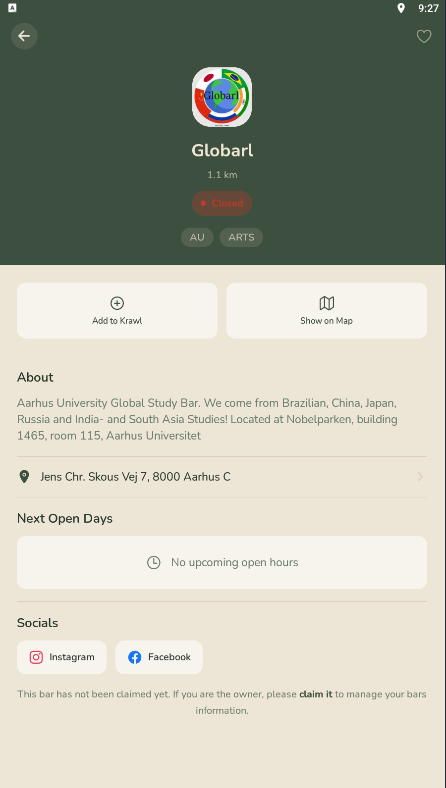 A
9:27
Globarl
Globarl
1.1 km
Closed
AU
ARTS
Add to Krawl
Show on Map
About
Aarhus University Global Study Bar. We come from Brazilian, China, Japan,
Russia and India- and South Asia Studies! Located at Nobelparken, building
1465, room 115, Aarhus Universitet
Jens Chr. Skous Vej 7, 8000 Aarhus C
Next Open Days
No upcoming open hours
Socials
Instagram
Facebook
This bar has not been claimed yet. If you are the owner, please claim it to manage your bars
information.